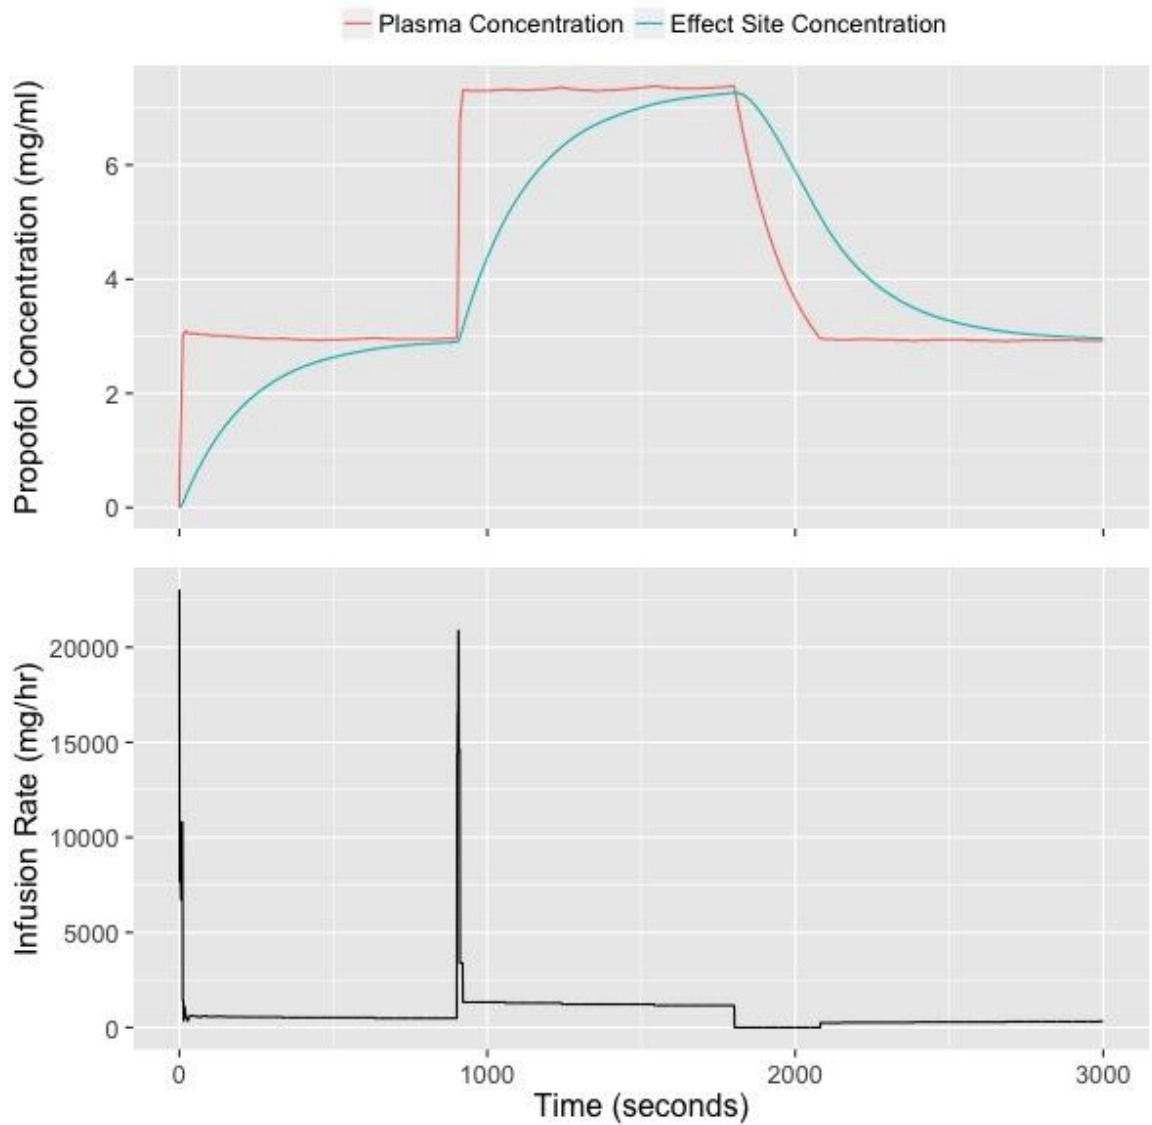 Plasma Concentration Effect Site Concentration
Propofol Concentration (mg/ml)
6
4
2
0
Infusion Rate (mg/hr)
20000
15000
10000
5000
0
0 1000 2000 3000
Time (seconds)